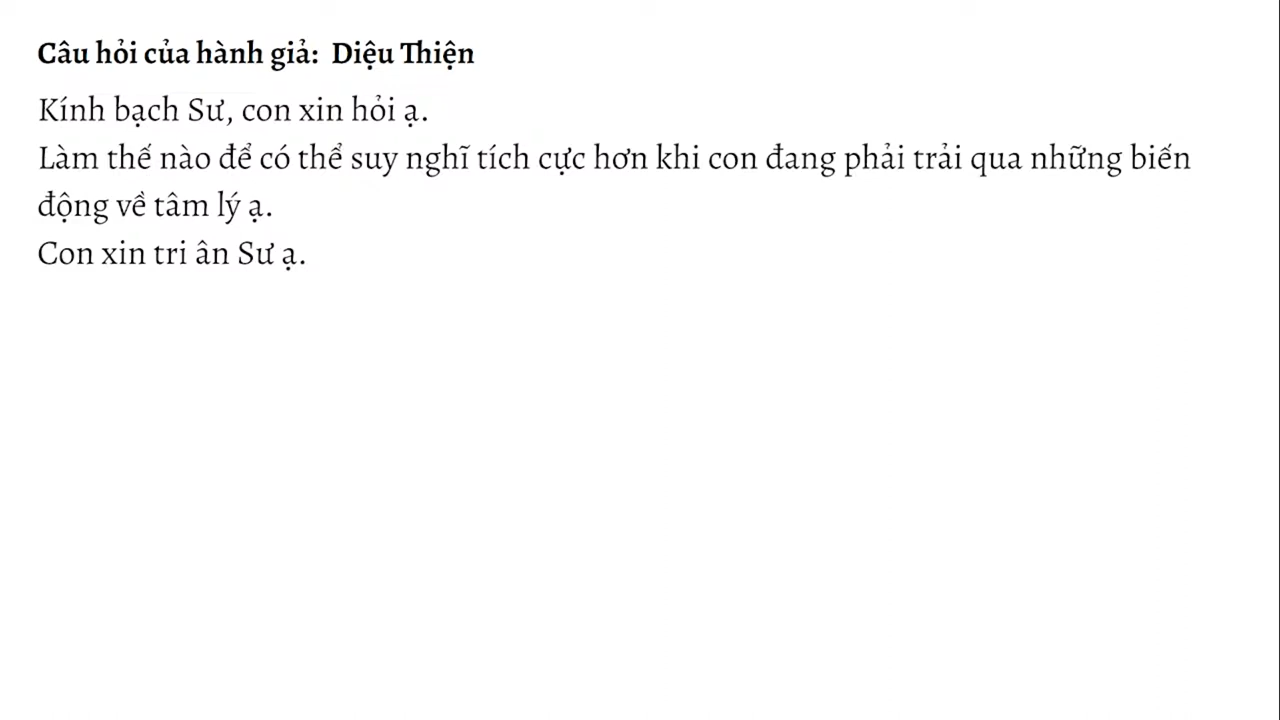 Câu hỏi của hành giả: Diệu Thiện
Kính bạch Sư, con xin hỏi ạ.
Làm thế nào để có thể suy nghĩ tích cực hơn khi con đang phải trải qua những biến
động về tâm lý ạ.
Con xin tri ân Sư ạ.